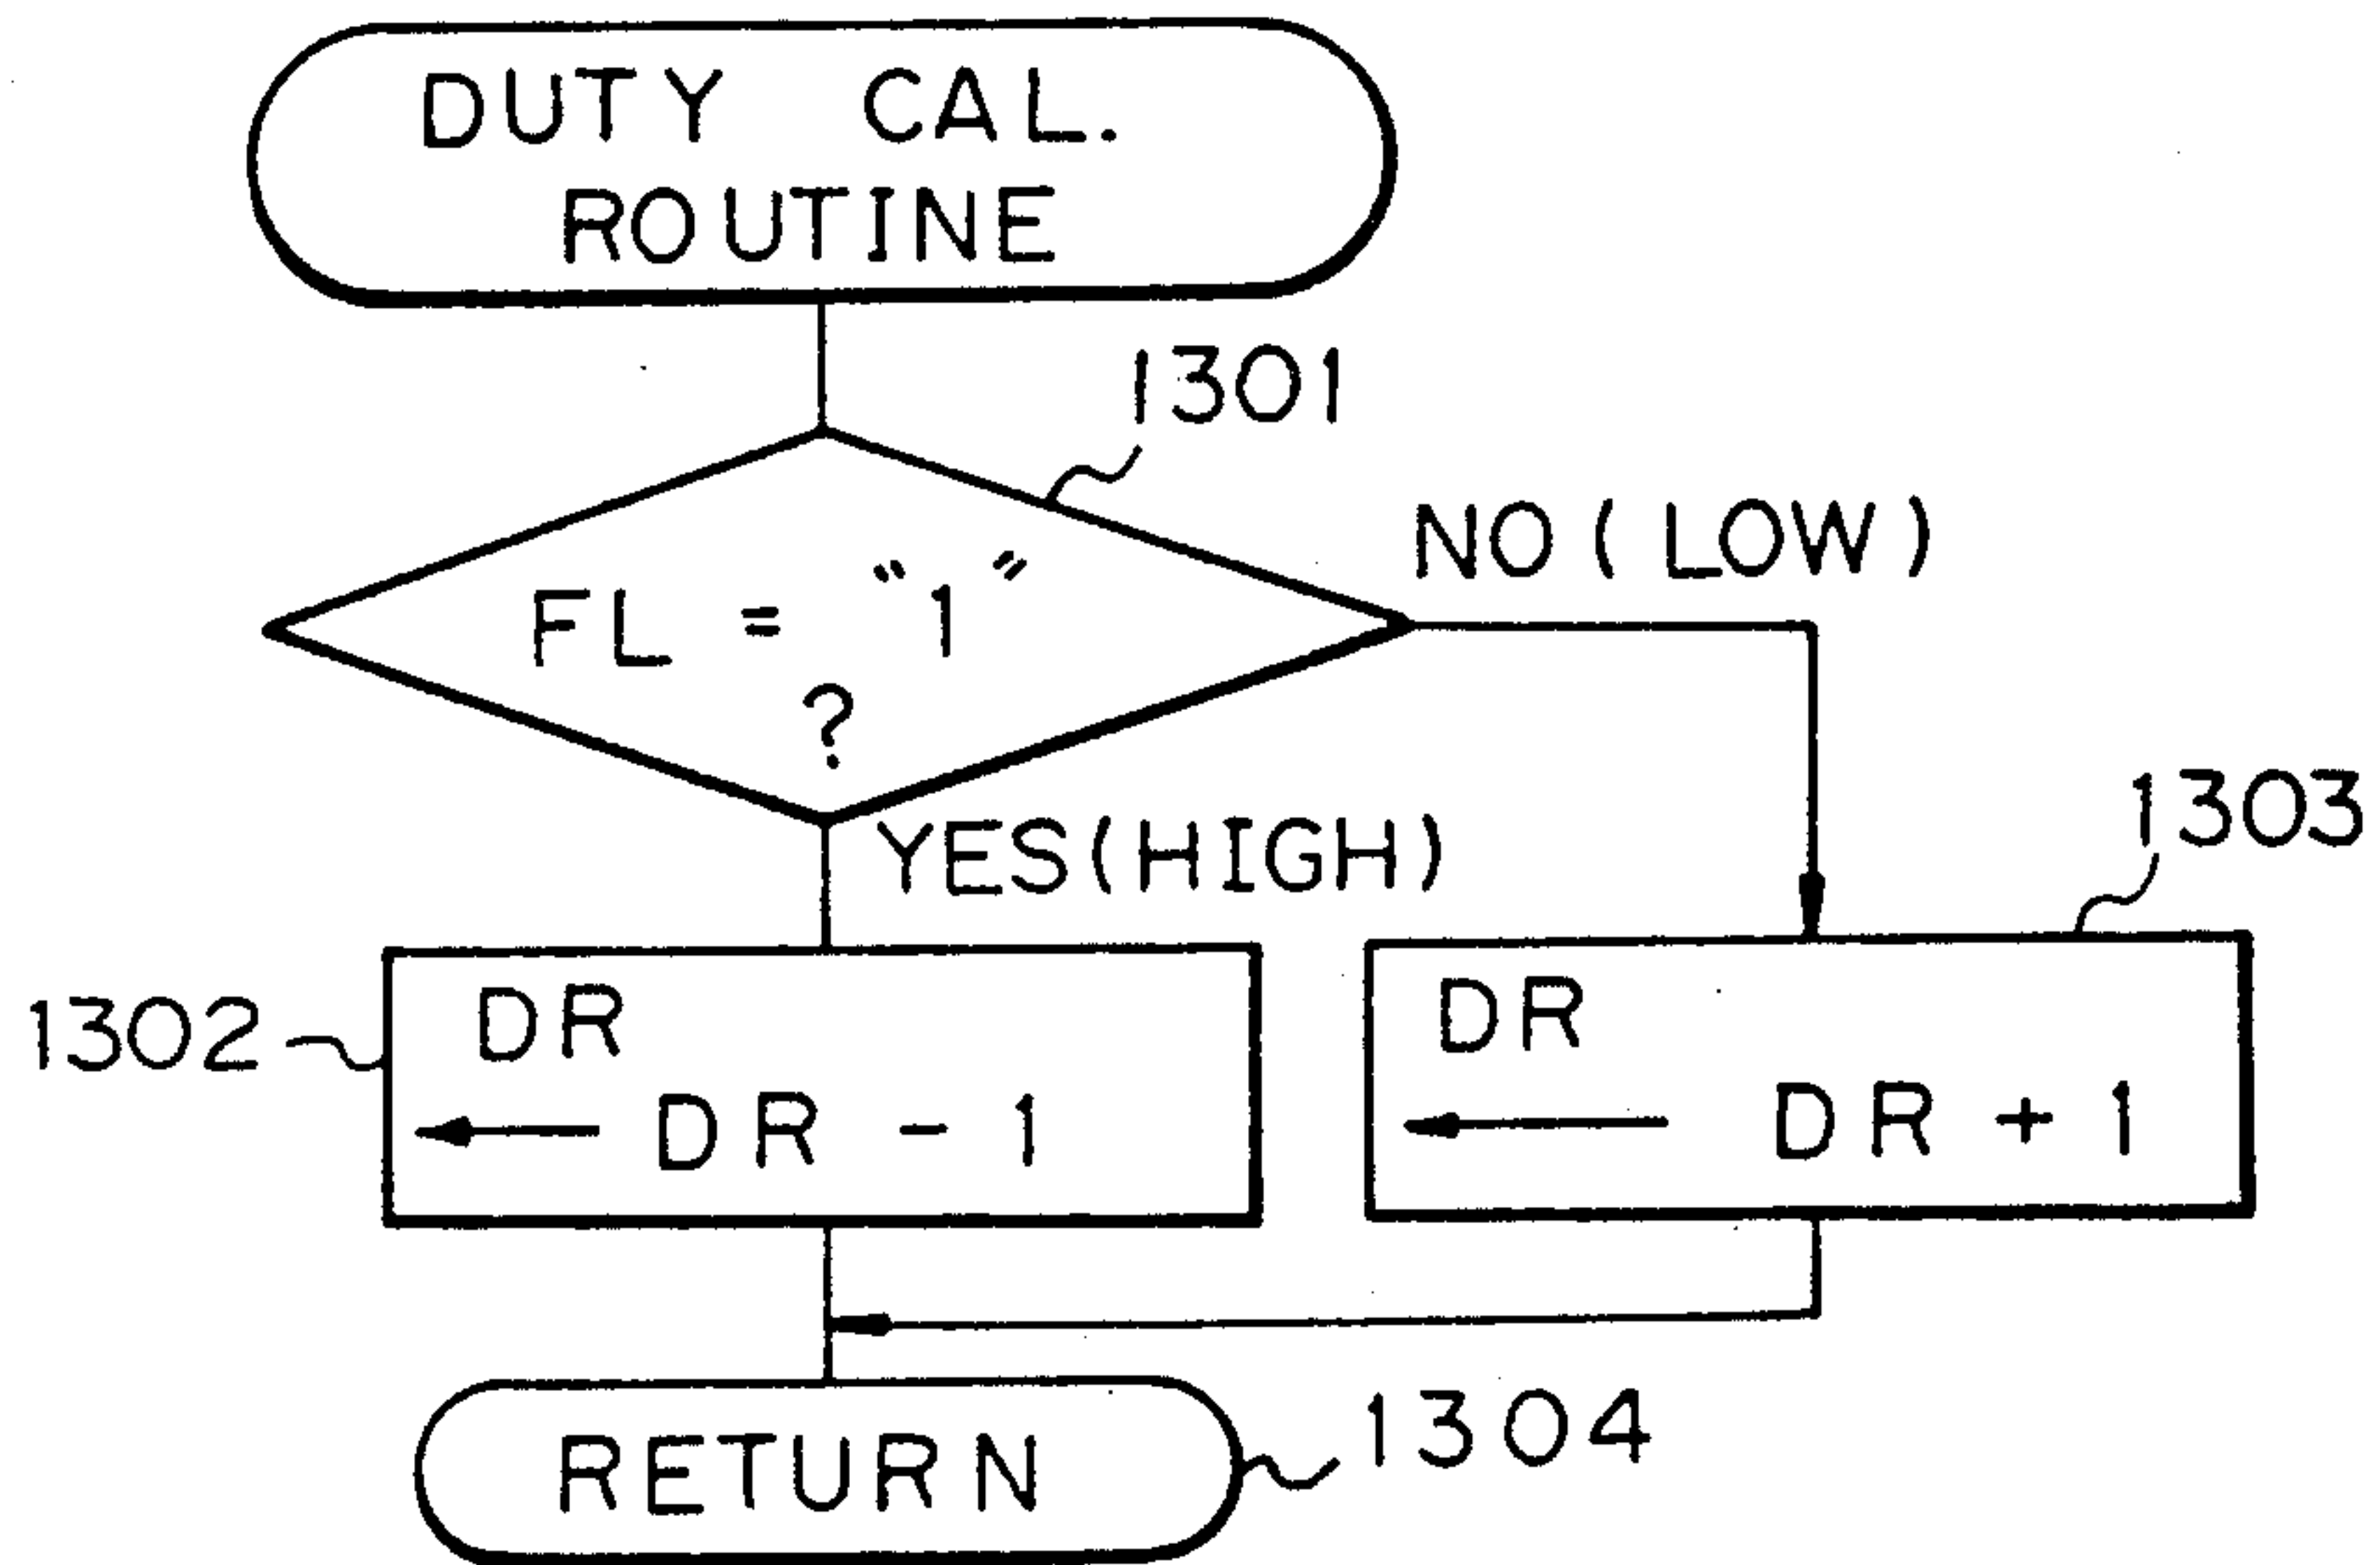 DUTY CAL.
ROUTINE
1301
FL = "1"
?
NO (LOW)
YES (HIGH)
1303
1302
DR
← DR - 1
DR
← DR + 1
RETURN
1304